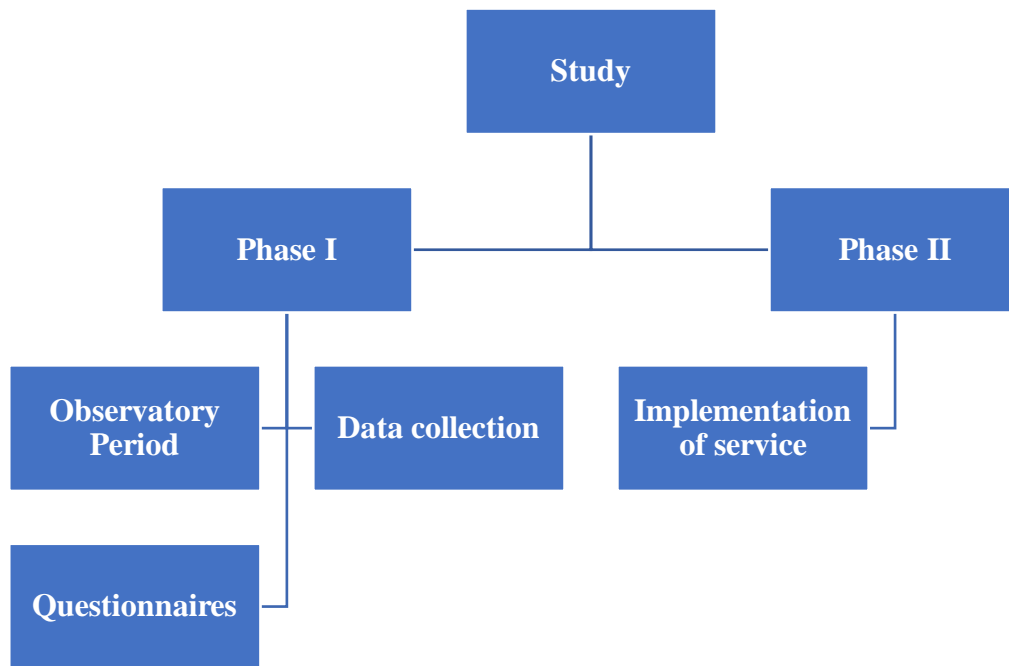 Study
Phase I
Phase II
Observatory
Period
Data collection
Implementation
of service
Questionnaires